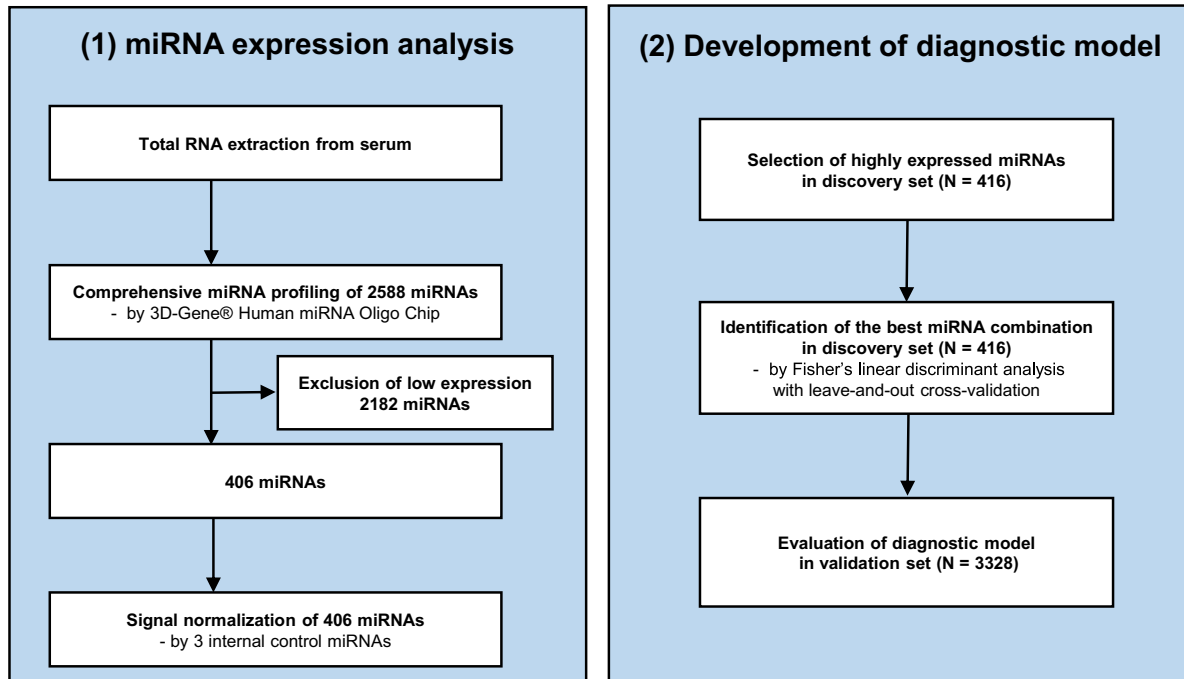 (1) miRNA expression analysis
Total RNA extraction from serum
Comprehensive miRNA profiling of 2588 miRNAs
- by 3D-Gene® Human miRNA Oligo Chip
Exclusion of low expression
2182 miRNAs
406 miRNAs
Signal normalization of 406 miRNAs
- by 3 internal control miRNAs
(2) Development of diagnostic model
Selection of highly expressed miRNAs
in discovery set (N = 416)
Identification of the best miRNA combination
in discovery set (N = 416)
- by Fisher's linear discriminant analysis
with leave-and-out cross-validation
Evaluation of diagnostic model
in validation set (N = 3328)